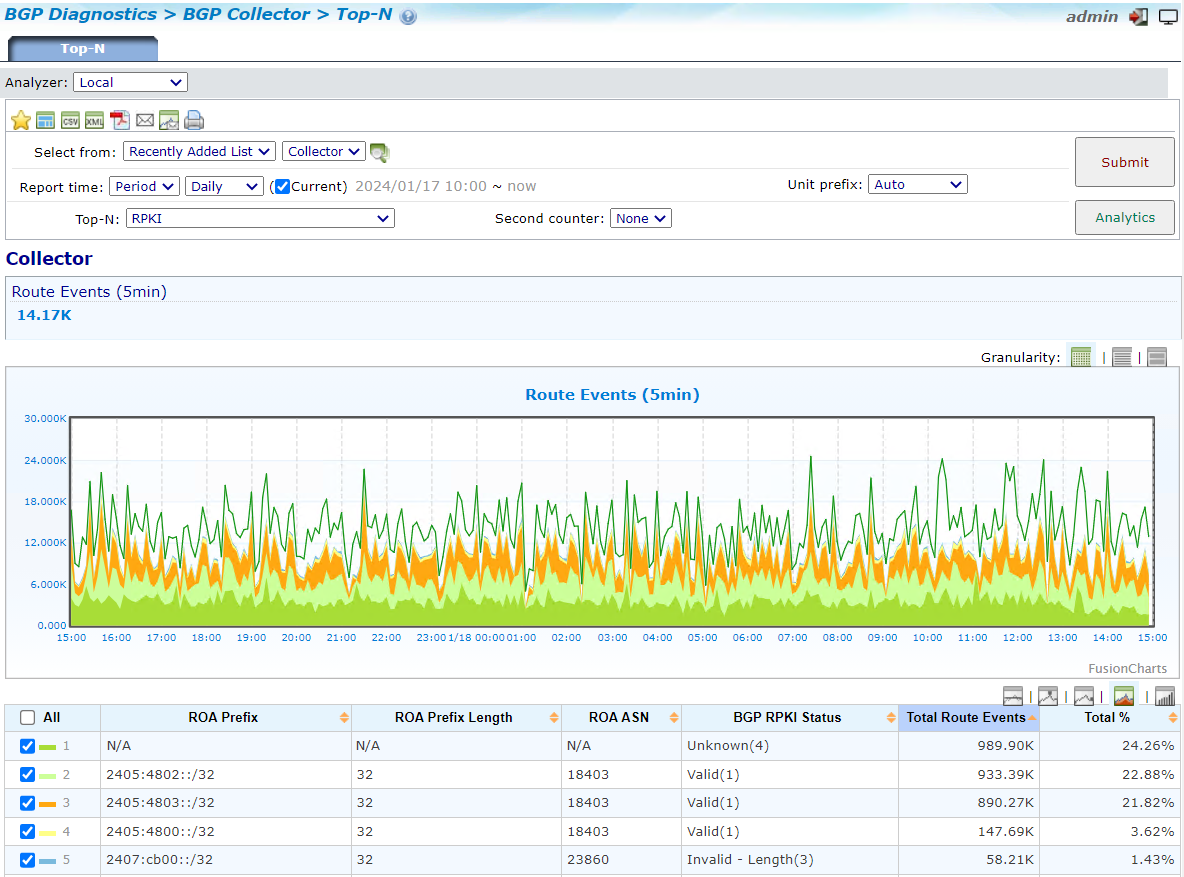 BGP Diagnostics > BGP Collector > Top-N
admin
Top-N
Analyzer: Local
CSV XML
Select from: Recently Added List Collector
Submit
Report time: Period Daily (Current) 2024/01/17 10:00 ~ now
Unit prefix: Auto
Top-N: RPKI
Second counter: None
Analytics
Collector
Route Events (5min)
14.17K
Granularity: | |
Route Events (5min)
30.000K
24.000K
18.000K
12.000K
6.000K
0.000
15:00 16:00 17:00 18:00 19:00 20:00 21:00 22:00 23:00 1/18 00:00 01:00 02:00 03:00 04:00 05:00 06:00 07:00 08:00 09:00 10:00 11:00 12:00 13:00 14:00 15:00
FusionCharts
| | | |
All ROA Prefix ROA Prefix Length ROA ASN BGP RPKI Status Total Route Events Total %
1 N/A N/A N/A Unknown(4) 989.90K 24.26%
2 2405:4802::/32 32 18403 Valid(1) 933.39K 22.88%
3 2405:4803::/32 32 18403 Valid(1) 890.27K 21.82%
4 2405:4800::/32 32 18403 Valid(1) 147.69K 3.62%
5 2407:cb00::/32 32 23860 Invalid - Length(3) 58.21K 1.43%